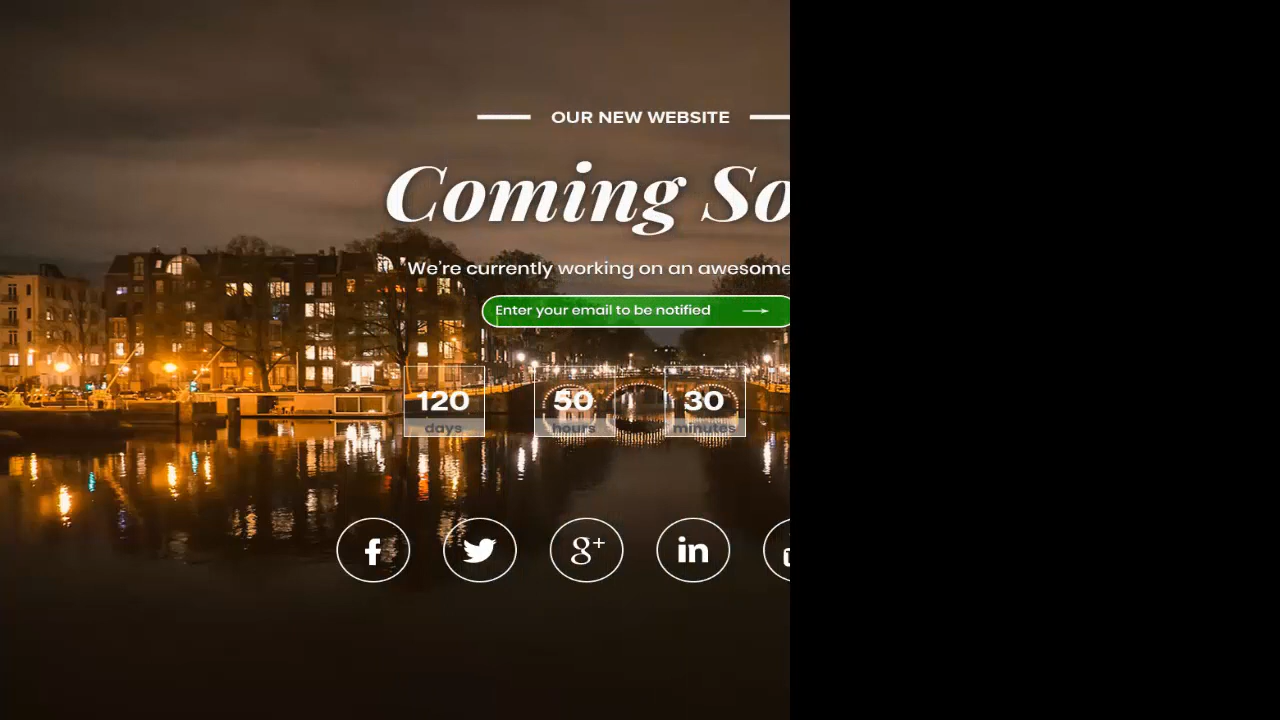 OUR NEW WEBSITE
Coming So
We're currently working on an awesome
Enter your email to be notified
120 50 30
days hours minutes